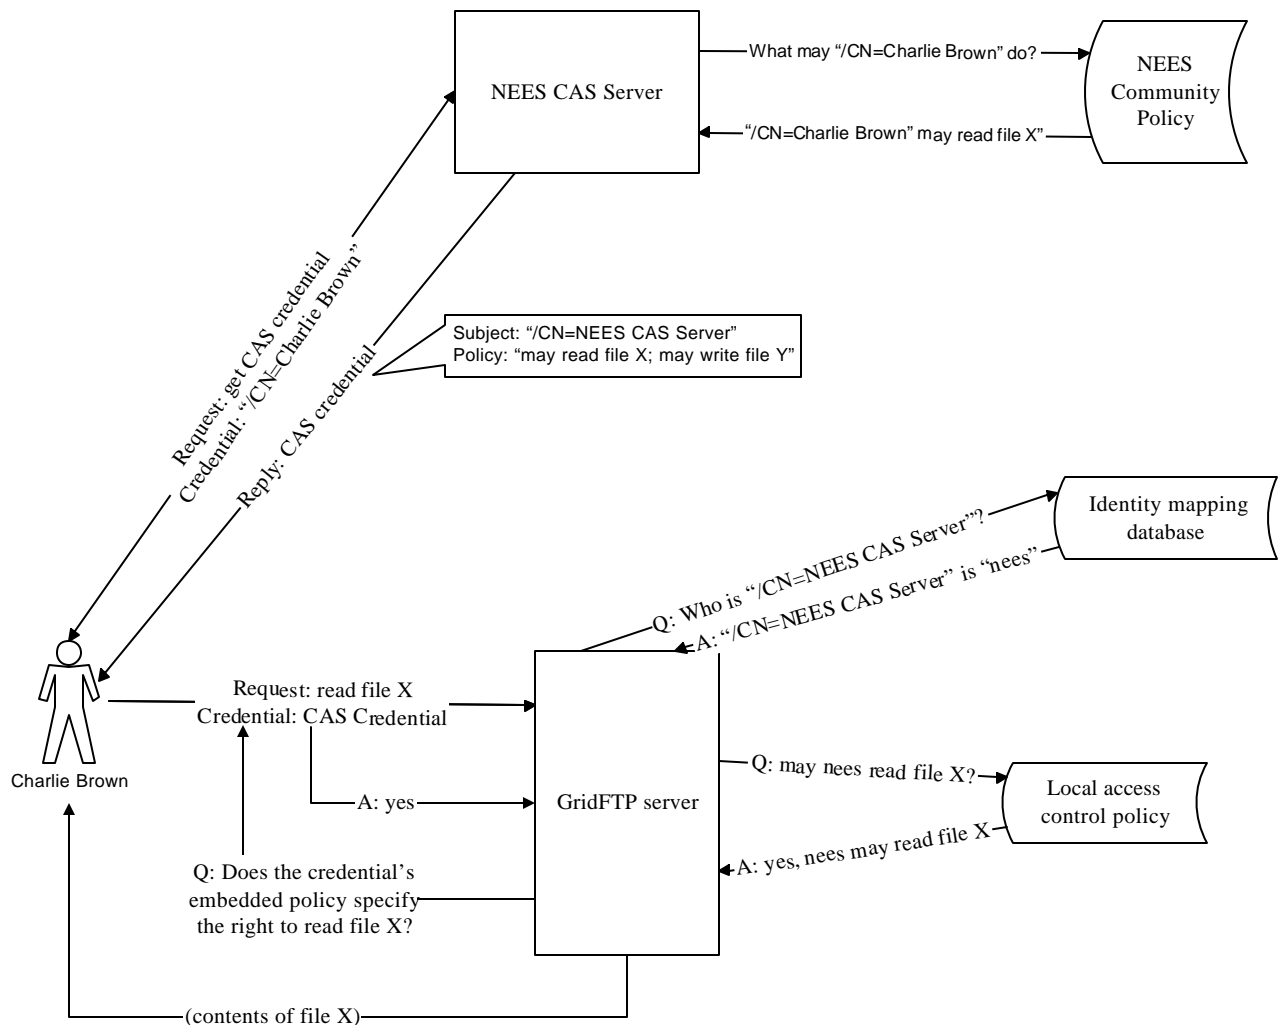 What may “/CN=Charlie Brown” do?
NEES
Community
Policy
NEES CAS Server
“/CN=Charlie Brown” may read file X”
Request: get CAS credential
Credential: “/CN=Charlie Brown”
Reply: CAS credential
Subject: “/CN=NEES CAS Server”
Policy: “may read file X; may write file Y”
Identity mapping
database
Q: Who is “/CN=NEES CAS Server”?
A: “/CN=NEES CAS Server” is “nees”
Request: read file X
Credential: CAS Credential
Charlie Brown
A: yes
GridFTP server
Q: may nees read file X?
Local access
control policy
A: yes, nees may read file X
Q: Does the credential’s
embedded policy specify
the right to read file X?
(contents of file X)